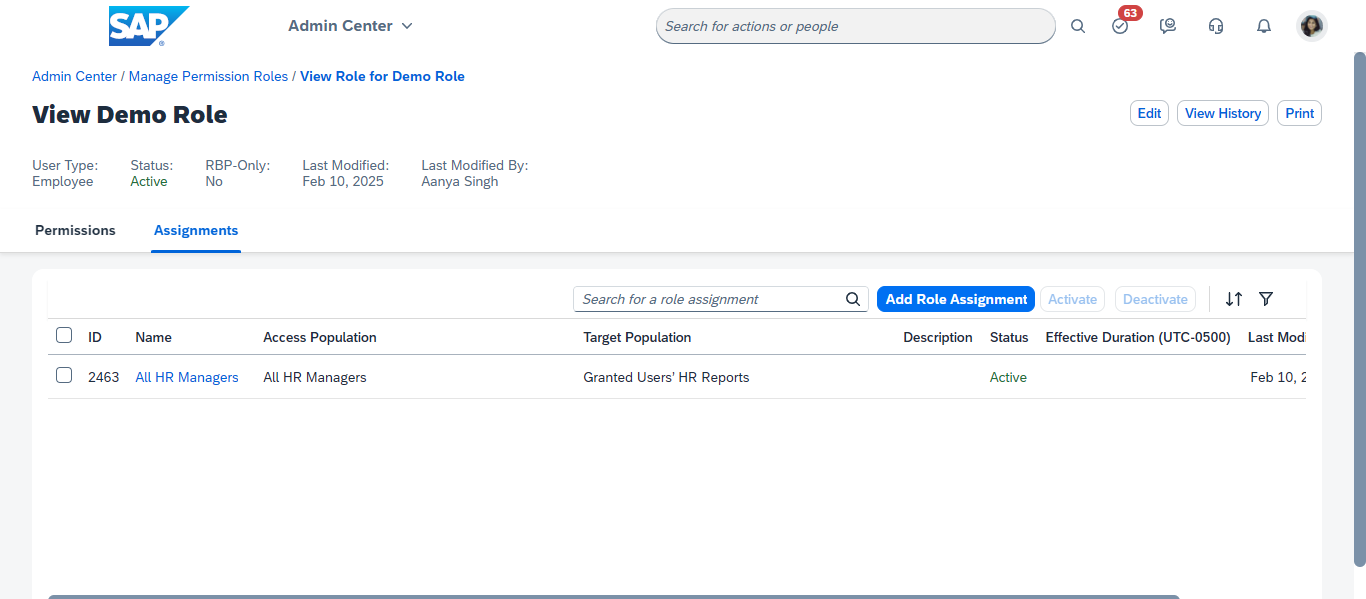 SAP
Admin Center
Search for actions or people
63
Admin Center / Manage Permission Roles / View Role for Demo Role
View Demo Role
Edit
View History
Print
User Type: Status: RBP-Only: Last Modified: Last Modified By:
Employee Active No Feb 10, 2025 Aanya Singh
Permissions Assignments
Search for a role assignment Add Role Assignment Activate Deactivate
ID Name Access Population Target Population Description Status Effective Duration (UTC-0500) Last Modi
2463 All HR Managers All HR Managers Granted Users' HR Reports Active Feb 10, 2